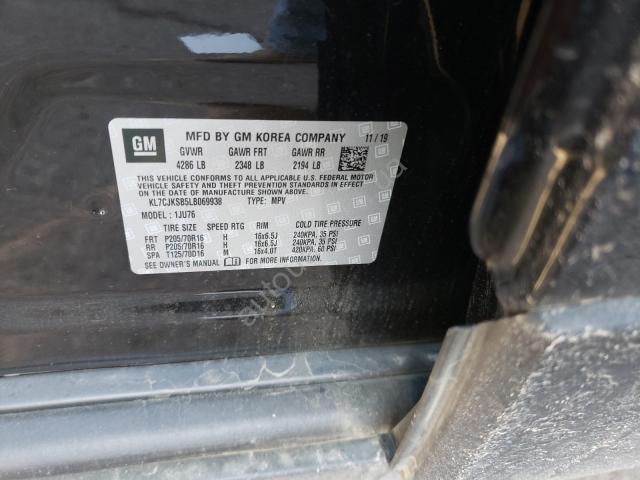 GM
MFD BY GM KOREA COMPANY 11/19
GVWR GAWR FRT GAWR RR
4286 LB 2348 LB 2194 LB
THIS VEHICLE CONFORMS TO ALL APPLICABLE U.S. FEDERAL MOTOR
VEHICLE SAFETY AND THEFT PREVENTION STANDARDS IN EFFECT ON
THE DATE OF MANUFACTURE SHOWN ABOVE.
KL7CJKSB5LB069938 TYPE: MPV
MODEL: 1JU76
TIRE SIZE SPEED RTG RIM COLD TIRE PRESSURE
FRT P205/70R16 H 16x6.5J 240KPA, 35 PSI
RR P205/70R16 H 16x6.5J 240KPA, 35 PSI
SPA T125/70D16 M 16x4.0T 420KPA, 60 PSI
SEE OWNER'S MANUAL FOR MORE INFORMATION.